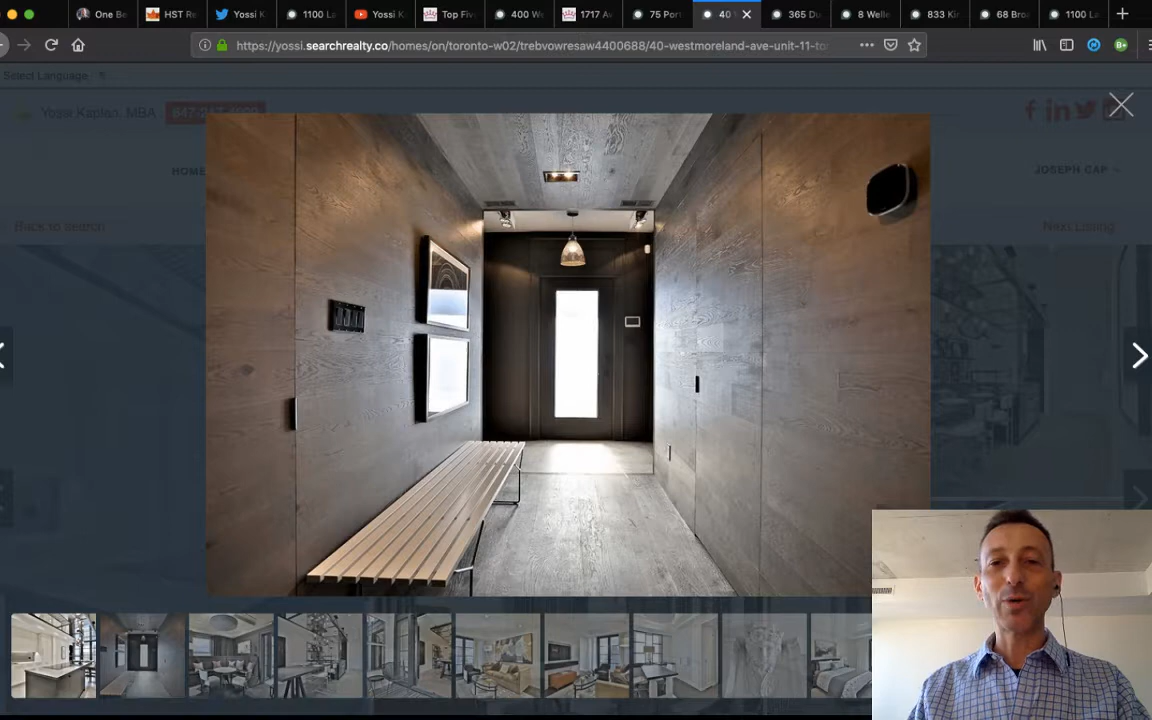 One Be
HST Re
Yossi K
1100 La
Yossi K
Top Five
400 We
1717 Av
75 Port
40
365 Du
8 Welle
833 Kin
68 Bro
1100 La
https://yossi.searchrealty.co/homes/on/toronto-w02/trebvowresaw4400688/40-westmoreland-ave-unit-11-to
Select Language
Yossi Kaplan, MBA
HOME
JOSEPH CAP
Back to search
Next Listing